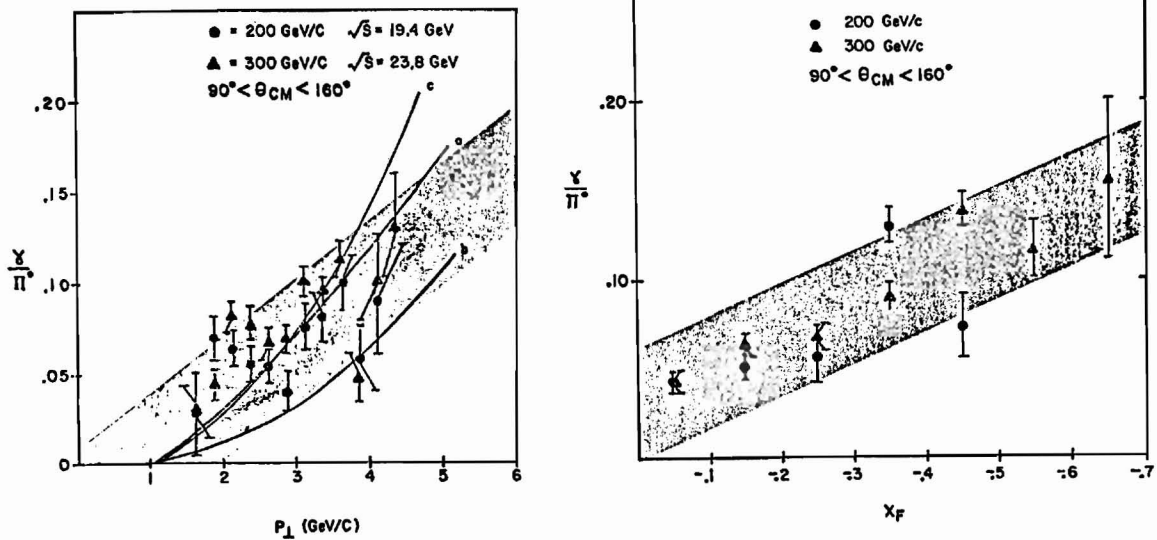 ● = 200 GeV/C √S = 19.4 GeV
▲ = 300 GeV/C √S = 23,8 GeV
90° < θCM < 160°
c
.20
a
.15
γ
Π°
.10
b
.05
0
1 2 3 4 5 6
P⊥ (GeV/C)
● 200 GeV/c
▲ 300 GeV/c
90° < θCM < 160°
.20
γ
Π°
.10
-.1 -.2 -.3 -.4 -.5 -.6 -.7
XF